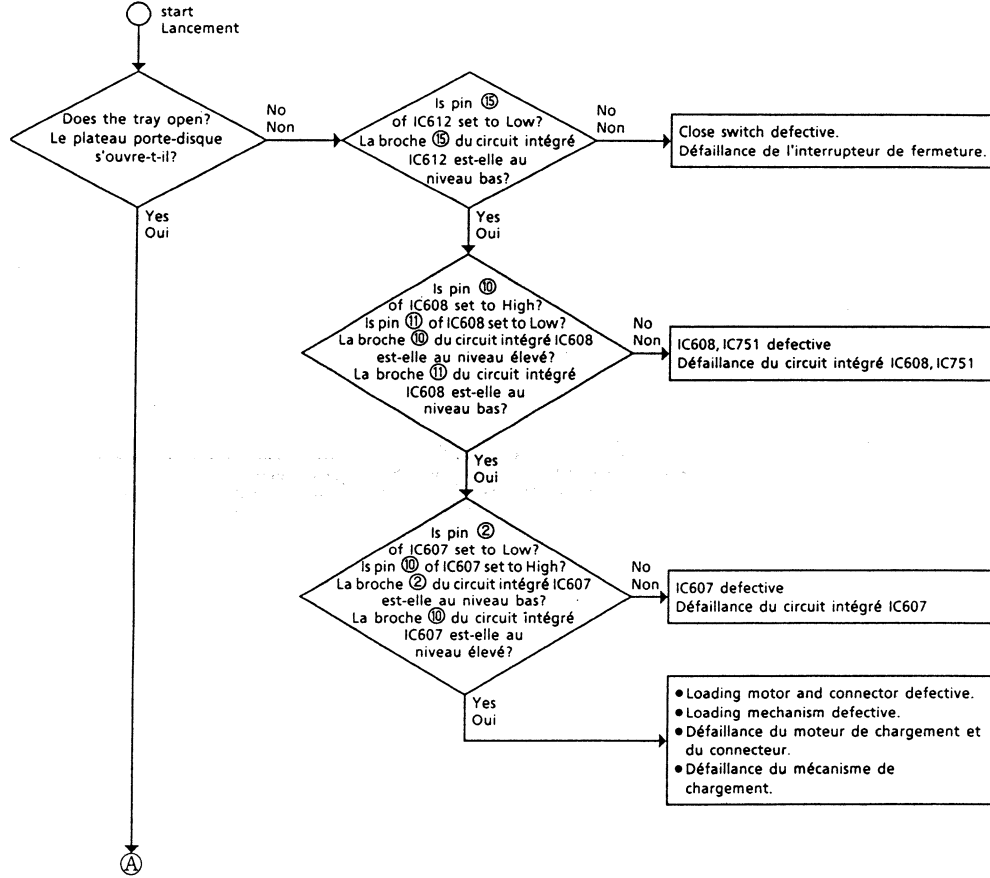 start
Lancement
Does the tray open?
Le plateau porte-disque
s'ouvre-t-il?
No
Non
Is pin ⑮
of IC612 set to Low?
La broche ⑮ du circuit intégré
IC612 est-elle au
niveau bas?
No
Non
Close switch defective.
Défaillance de l'interrupteur de fermeture.
Yes
Oui
Yes
Oui
Is pin ⑩
of IC608 set to High?
Is pin ⑪ of IC608 set to Low?
La broche ⑩ du circuit intégré IC608
est-elle au niveau élevé?
La broche ⑪ du circuit intégré
IC608 est-elle au
niveau bas?
No
Non
IC608, IC751 defective
Défaillance du circuit intégré IC608, IC751
Yes
Oui
Is pin ②
of IC607 set to Low?
Is pin ⑩ of IC607 set to High?
La broche ② du circuit intégré IC607
est-elle au niveau bas?
La broche ⑩ du circuit intégré
IC607 est-elle au
niveau élevé?
No
Non
IC607 defective
Défaillance du circuit intégré IC607
Yes
Oui
● Loading motor and connector defective.
● Loading mechanism defective.
● Défaillance du moteur de chargement et
du connecteur.
● Défaillance du mécanisme de
chargement.
Ⓐ